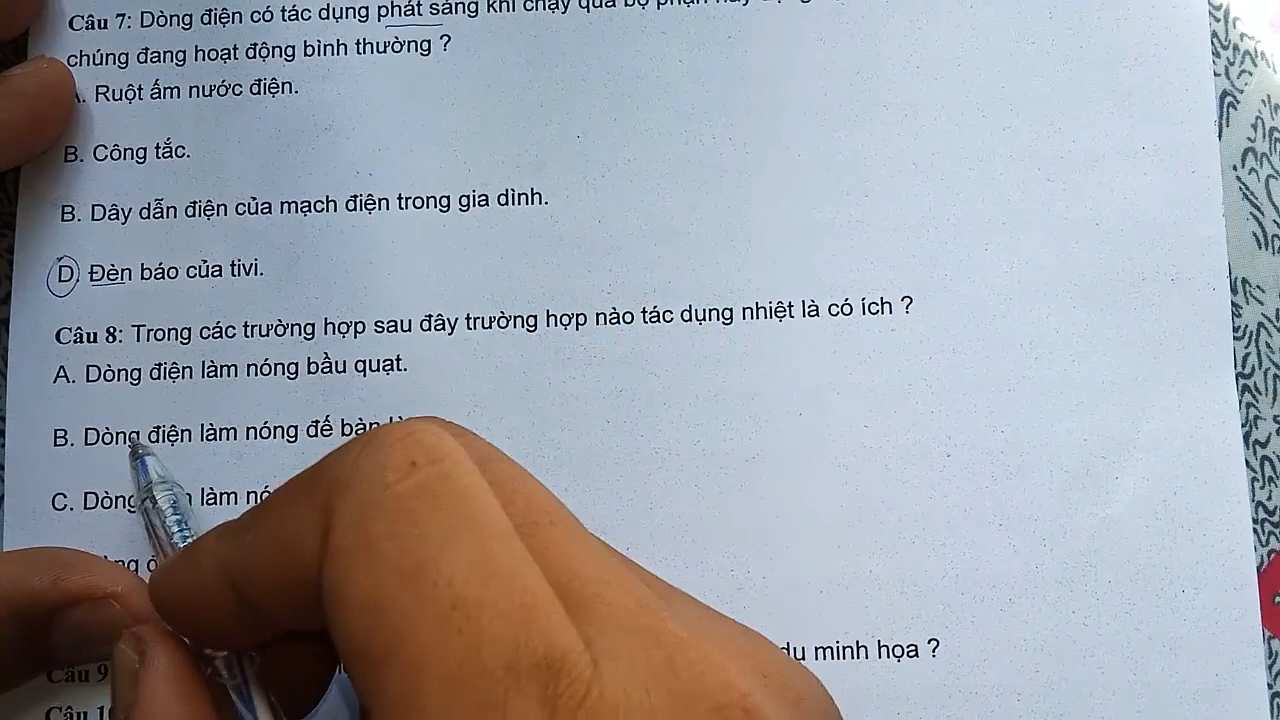 Câu 7: Dòng điện có tác dụng phát sáng khi chạy qua bộ phận
chúng đang hoạt động bình thường ?
. Ruột ấm nước điện.
B. Công tắc.
B. Dây dẫn điện của mạch điện trong gia dình.
D. Đèn báo của tivi.
Câu 8: Trong các trường hợp sau đây trường hợp nào tác dụng nhiệt là có ích ?
A. Dòng điện làm nóng bầu quạt.
B. Dòng điện làm nóng đế bàn
C. Dòng làm
dụ minh họa ?
Câu 9
Câu